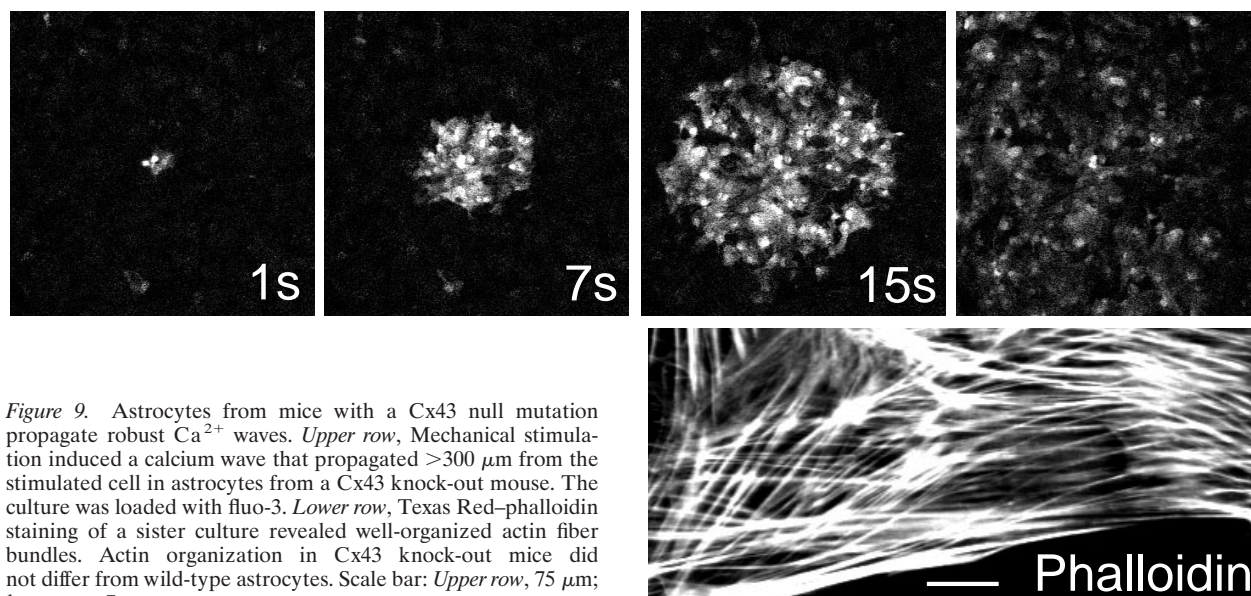 1s
7s
15s
Figure 9. Astrocytes from mice with a Cx43 null mutation
propagate robust Ca²⁺ waves. Upper row, Mechanical stimula-
tion induced a calcium wave that propagated >300 μm from the
stimulated cell in astrocytes from a Cx43 knock-out mouse. The
culture was loaded with fluo-3. Lower row, Texas Red–phalloidin
staining of a sister culture revealed well-organized actin fiber
bundles. Actin organization in Cx43 knock-out mice did
not differ from wild-type astrocytes. Scale bar: Upper row, 75 μm;
Phalloidin